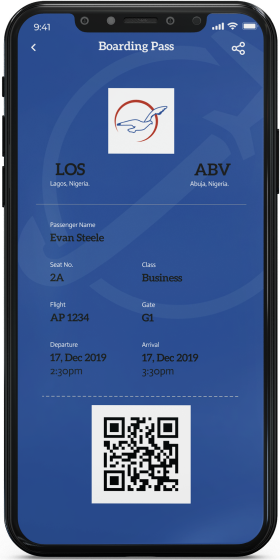 9:41
Boarding Pass
LOS ABV
Lagos, Nigeria. Abuja, Nigeria.
Passenger Name
Evan Steele
Seat No. Class
2A Business
Flight Gate
AP 1234 G1
Departure Arrival
17, Dec 2019 17, Dec 2019
2:30pm 3:30pm